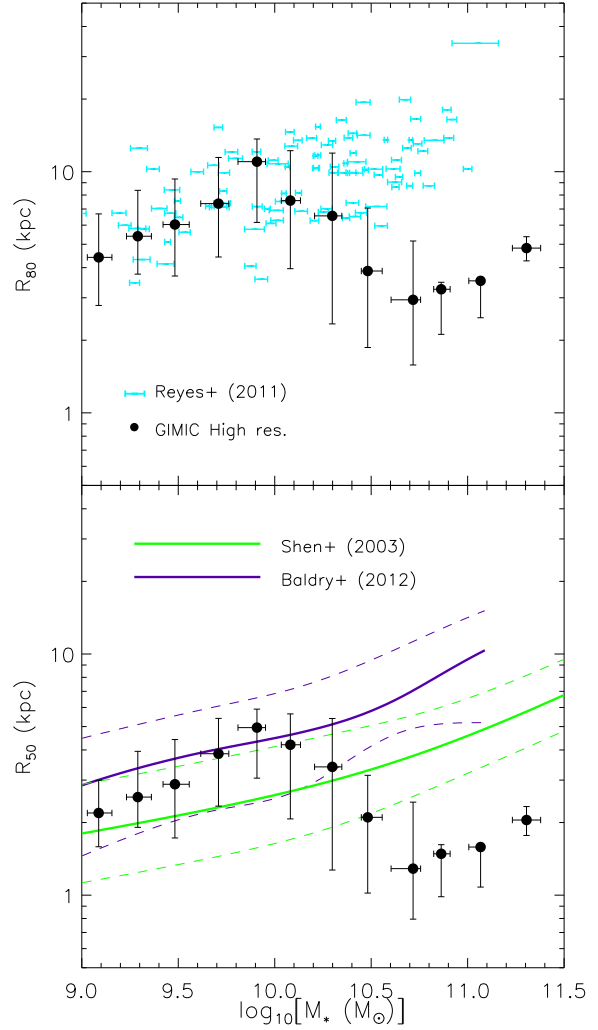 10
R₈₀ (kpc)
Reyes+ (2011)
1
GIMIC High res.
Shen+ (2003)
Baldry+ (2012)
10
R₅₀ (kpc)
1
9.0 9.5 10.0 10.5 11.0 11.5
log₁₀[M* (M☉)]